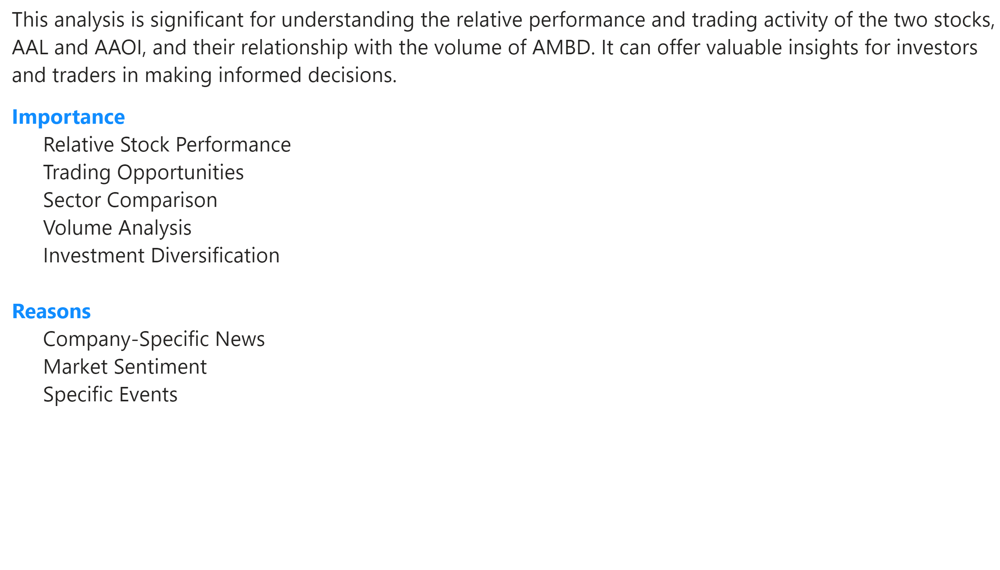 This analysis is significant for understanding the relative performance and trading activity of the two stocks,
AAL and AAOI, and their relationship with the volume of AMBD. It can offer valuable insights for investors
and traders in making informed decisions.
Importance
Relative Stock Performance
Trading Opportunities
Sector Comparison
Volume Analysis
Investment Diversification
Reasons
Company-Specific News
Market Sentiment
Specific Events